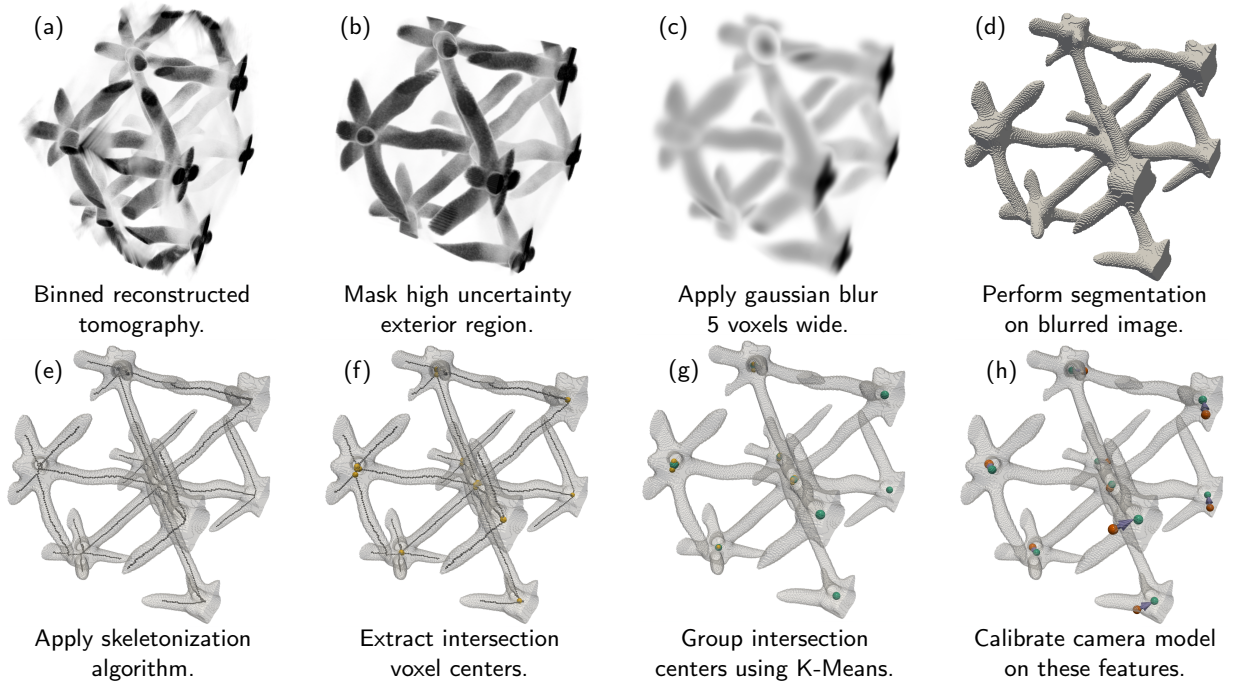 (a)
(b)
(c)
(d)
Binned reconstructed
tomography.
Mask high uncertainty
exterior region.
Apply gaussian blur
5 voxels wide.
Perform segmentation
on blurred image.
(e)
(f)
(g)
(h)
Apply skeletonization
algorithm.
Extract intersection
voxel centers.
Group intersection
centers using K-Means.
Calibrate camera model
on these features.